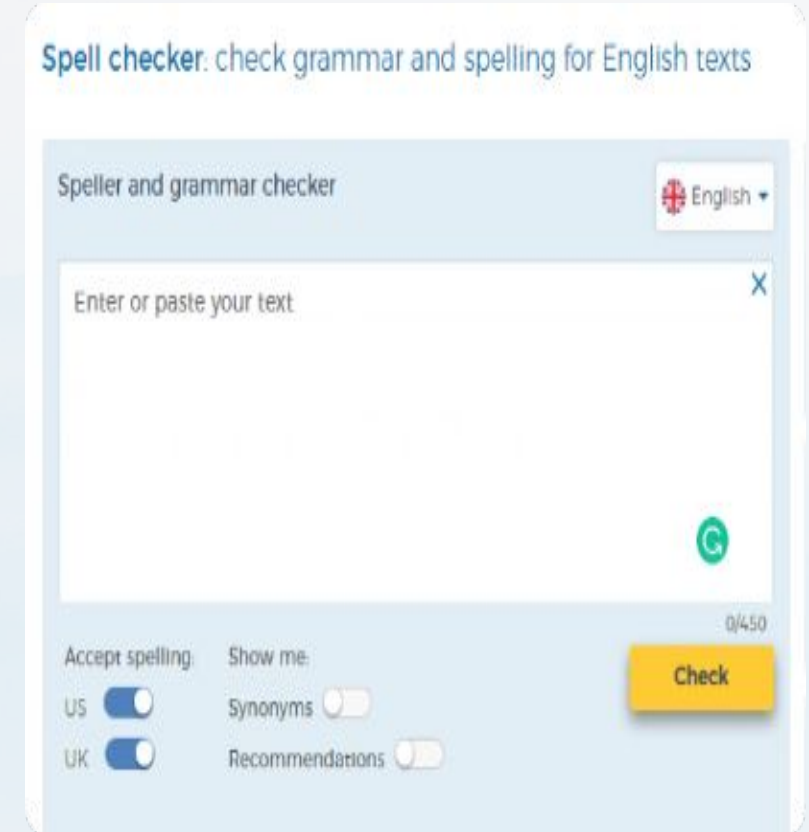 Spell checker: check grammar and spelling for English texts
Speller and grammar checker
English
Enter or paste your text
X
G
0/450
Accept spelling:
Show me:
Check
US
Synonyms
UK
Recommendations